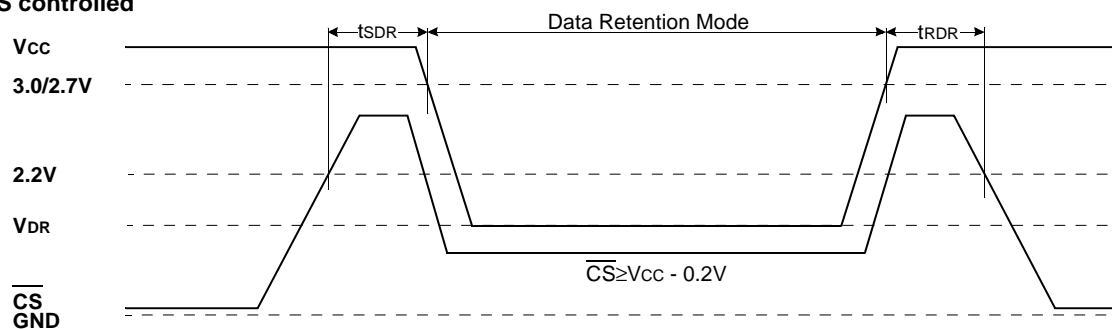 S controlled
tSDR
Data Retention Mode
tRDR
VCC
3.0/2.7V
2.2V
VDR
CS≥VCC - 0.2V
CS
GND